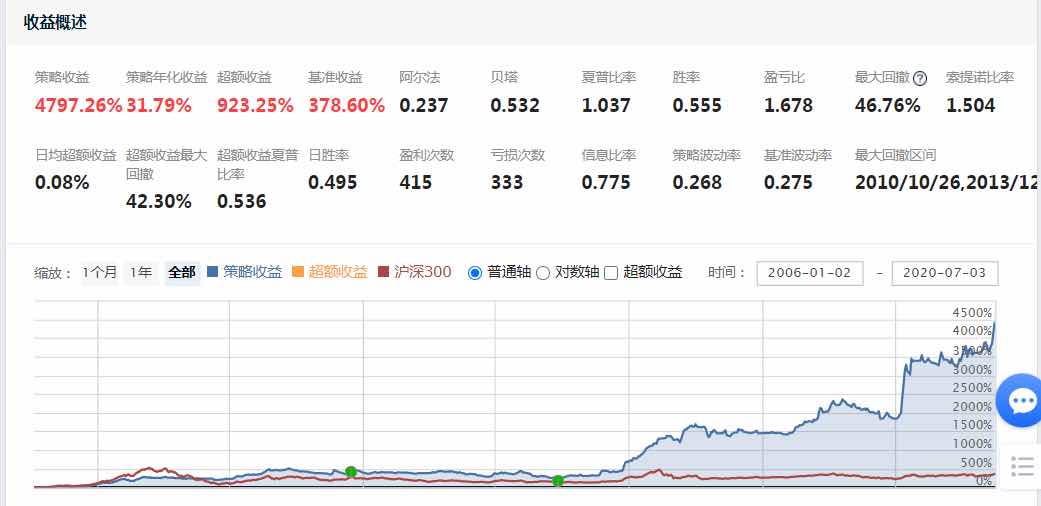 收益概述
策略收益 策略年化收益 超额收益 基准收益 阿尔法 贝塔 夏普比率 胜率 盈亏比 最大回撤 ? 索提诺比率
4797.26% 31.79% 923.25% 378.60% 0.237 0.532 1.037 0.555 1.678 46.76% 1.504
日均超额收益 超额收益最大回撤 超额收益夏普比率 日胜率 盈利次数 亏损次数 信息比率 策略波动率 基准波动率 最大回撤区间
0.08% 42.30% 0.536 0.495 415 333 0.775 0.268 0.275 2010/10/26,2013/12
缩放: 1个月 1年 全部 策略收益 超额收益 沪深300 普通轴 对数轴 超额收益 时间: 2006-01-02 - 2020-07-03
4500%
4000%
3500%
3000%
2500%
2000%
1500%
1000%
500%
0%